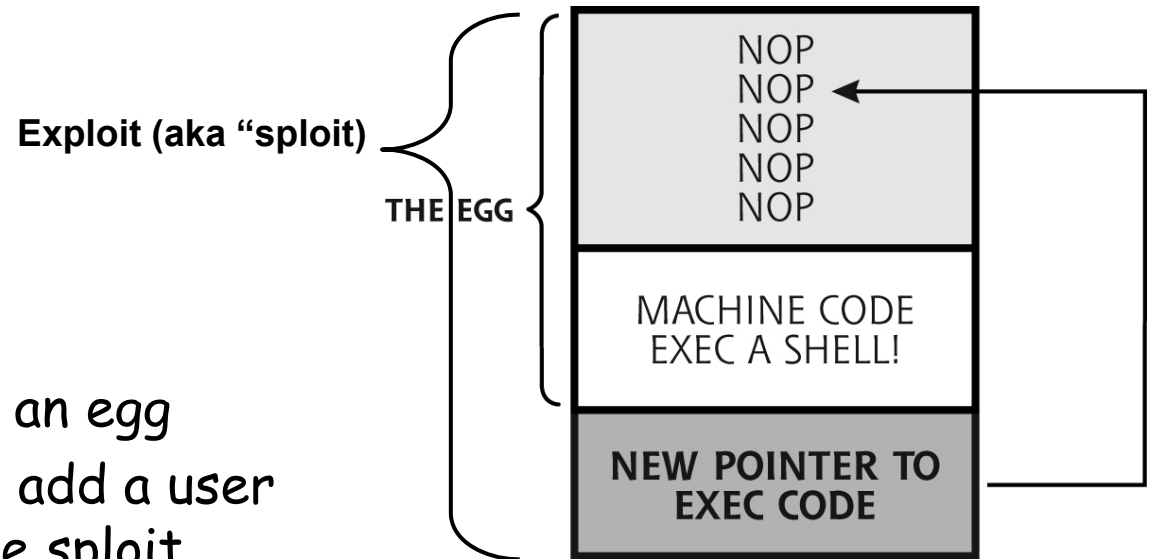 Exploit (aka “sploit)
THE EGG
NOP
NOP
NOP
NOP
NOP
MACHINE CODE
EXEC A SHELL!
NEW POINTER TO
EXEC CODE
an egg
add a user
sploit